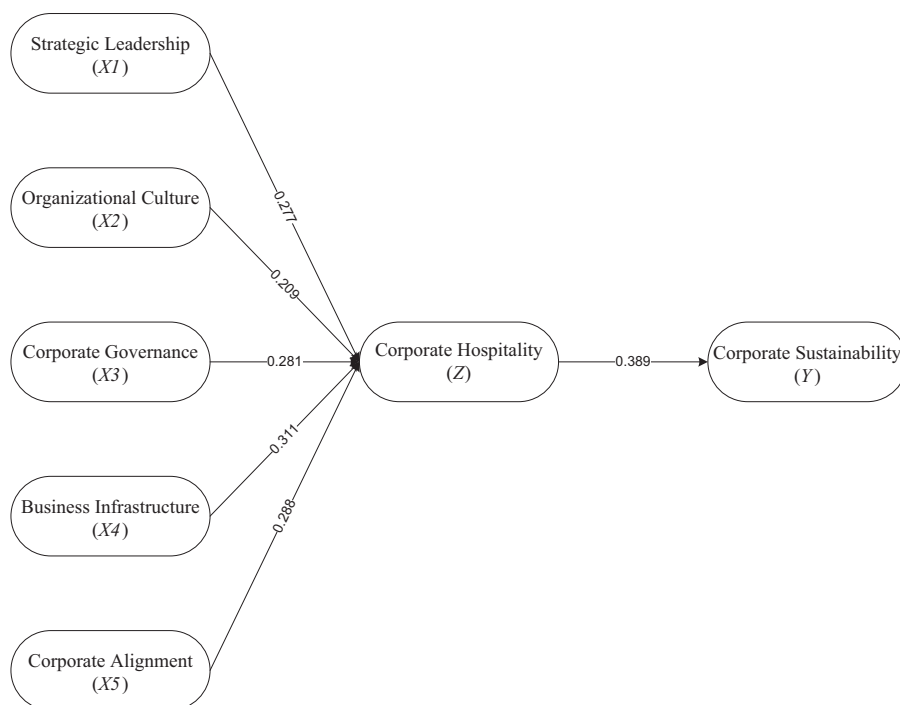 Strategic Leadership
(X1)
0.277
Organizational Culture
(X2)
0.209
Corporate Governance
(X3)
0.281
Corporate Hospitality
(Z)
0.389
Corporate Sustainability
(Y)
0.311
Business Infrastructure
(X4)
0.288
Corporate Alignment
(X5)